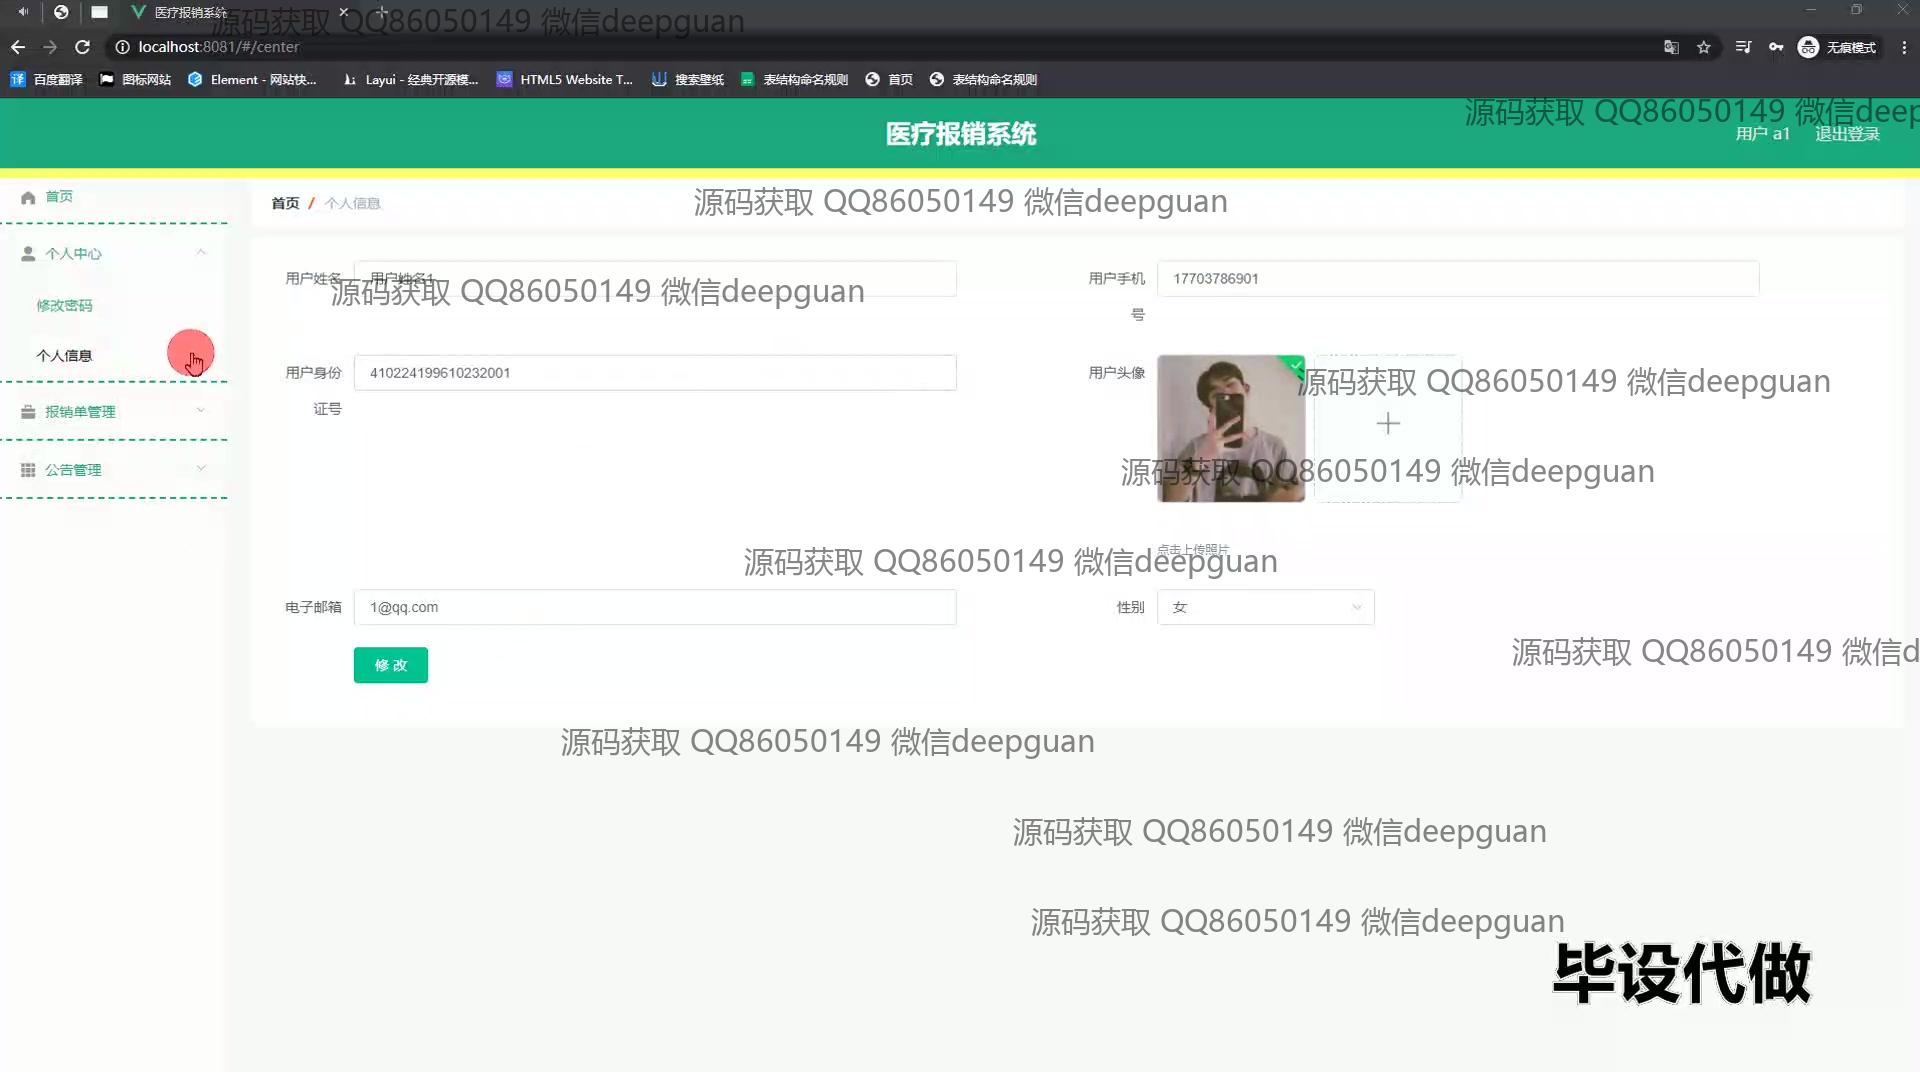 医疗报销系统
源码获取 QQ86050149 微信deepguan
localhost:8081/#/center
无痕模式
百度翻译
图标网站
Element - 网站快...
Layui - 经典开源模...
HTML5 Website T...
搜索壁纸
表结构命名规则
首页
表结构命名规则
源码获取 QQ86050149 微信deep
医疗报销系统
用户 a1
退出登录
首页
首页 / 个人信息
源码获取 QQ86050149 微信deepguan
个人中心
用户姓名
用户姓名1
源码获取 QQ86050149 微信deepguan
用户手机号
17703786901
修改密码
个人信息
用户身份证号
410224199610232001
用户头像
源码获取 QQ86050149 微信deepguan
报销单管理
公告管理
源码获取 QQ86050149 微信deepguan
点击上传照片
源码获取 QQ86050149 微信deepguan
电子邮箱
1@qq.com
性别
女
修改
源码获取 QQ86050149 微信d
源码获取 QQ86050149 微信deepguan
源码获取 QQ86050149 微信deepguan
源码获取 QQ86050149 微信deepguan
毕设代做